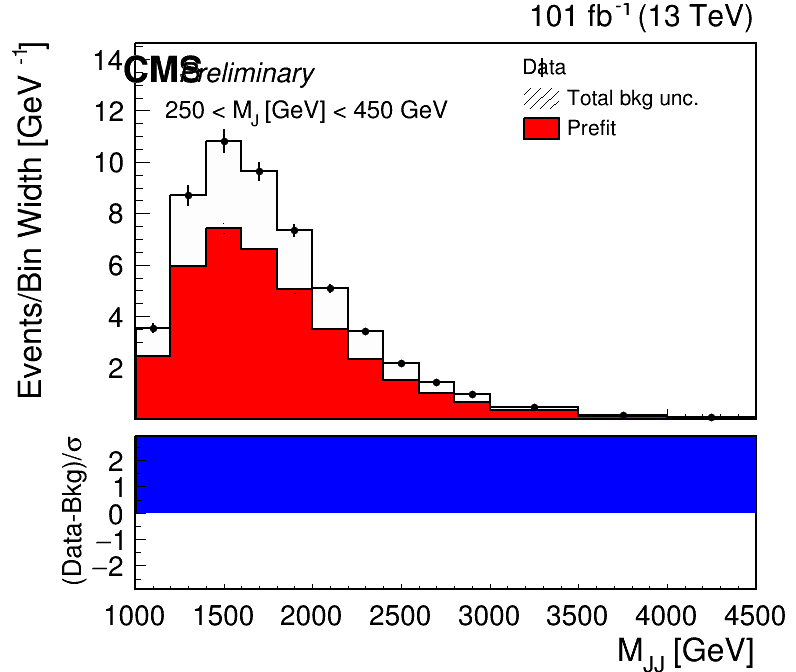 101 fb⁻¹ (13 TeV)
CMS Preliminary
250 < M_J [GeV] < 450 GeV
Data
Total bkg unc.
Prefit
Events/Bin Width [GeV⁻¹]
14
12
10
8
6
4
2
(Data-Bkg)/σ
2
1
0
−1
−2
1000 1500 2000 2500 3000 3500 4000 4500
M_JJ [GeV]